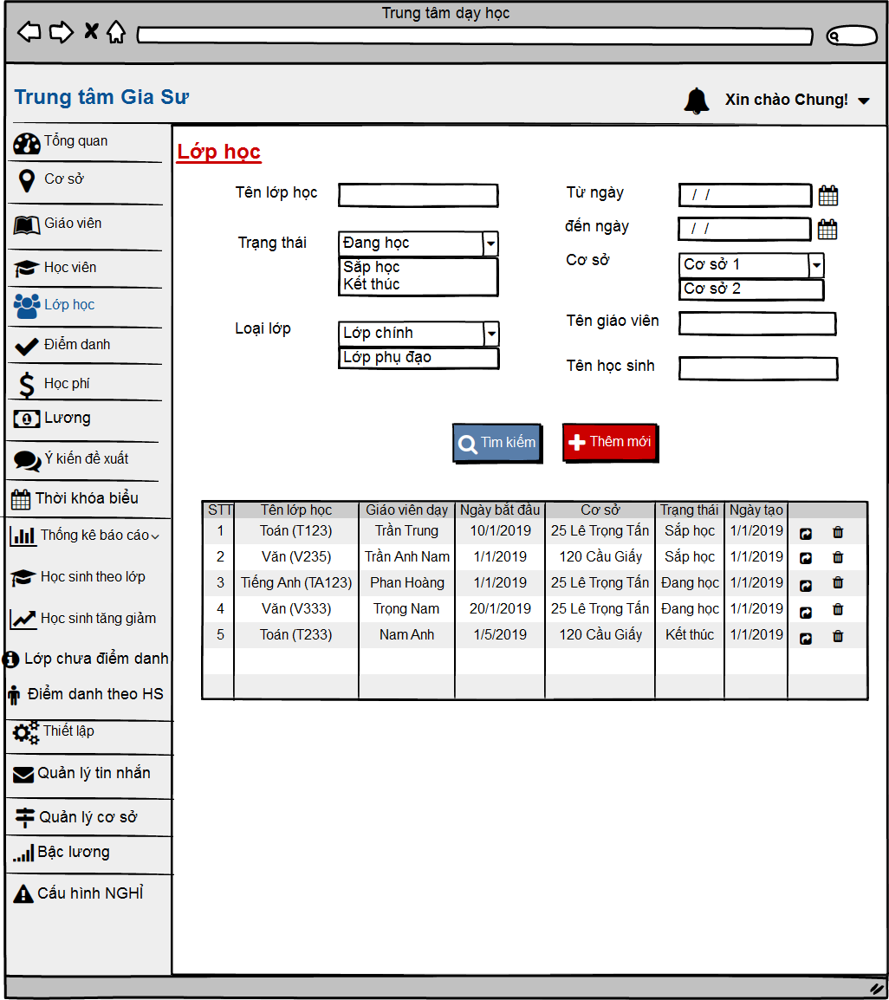 Trung tâm dạy học
Trung tâm Gia Sư
Xin chào Chung!
Tổng quan
Cơ sở
Giáo viên
Học viên
Lớp học
Điểm danh
Học phí
Lương
Ý kiến đề xuất
Thời khóa biểu
Thống kê báo cáo
Học sinh theo lớp
Học sinh tăng giảm
Lớp chưa điểm danh
Điểm danh theo HS
Thiết lập
Quản lý tin nhắn
Quản lý cơ sở
Bậc lương
Cấu hình NGHỈ
Lớp học
Tên lớp học
Trạng thái
Đang học
Sắp học
Kết thúc
Loại lớp
Lớp chính
Lớp phụ đạo
Từ ngày / /
đến ngày / /
Cơ sở
Cơ sở 1
Cơ sở 2
Tên giáo viên
Tên học sinh
Tìm kiếm
Thêm mới
STT Tên lớp học Giáo viên dạy Ngày bắt đầu Cơ sở Trạng thái Ngày tạo
1 Toán (T123) Trần Trung 10/1/2019 25 Lê Trọng Tấn Sắp học 1/1/2019
2 Văn (V235) Trần Anh Nam 1/1/2019 120 Cầu Giấy Sắp học 1/1/2019
3 Tiếng Anh (TA123) Phan Hoàng 1/1/2019 25 Lê Trọng Tấn Đang học 1/1/2019
4 Văn (V333) Trọng Nam 20/1/2019 25 Lê Trọng Tấn Đang học 1/1/2019
5 Toán (T233) Nam Anh 1/5/2019 120 Cầu Giấy Kết thúc 1/1/2019